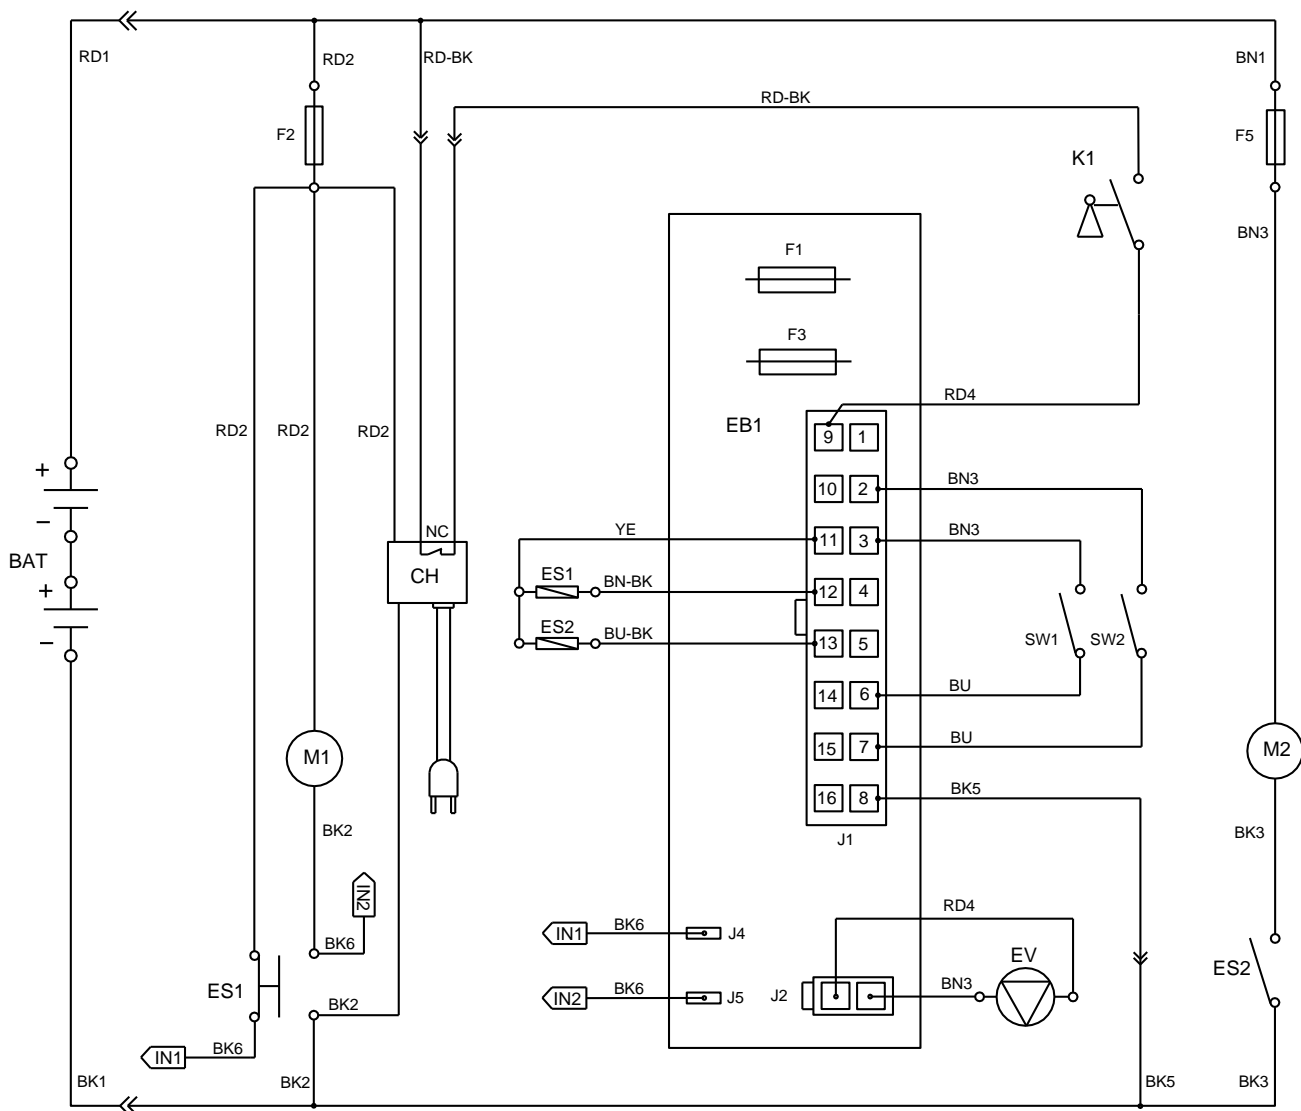 RD1
RD2
RD-BK
BN1
RD-BK
F2
F5
K1
BN3
F1
F3
RD4
EB1
RD2
RD2
RD2
9 1
10 2
BN3
+
−
BAT
+
−
NC
CH
YE
11 3
BN3
ES1
BN-BK
12 4
ES2
BU-BK
13 5
SW1
SW2
14 6
BU
15 7
BU
M1
M2
16 8
BK5
J1
BK2
BK3
IN2
RD4
IN1
BK6
J4
BK6
EV
ES2
ES1
BK2
IN2
BK6
J5
J2
BN3
IN1
BK6
BK1
BK2
BK5
BK3